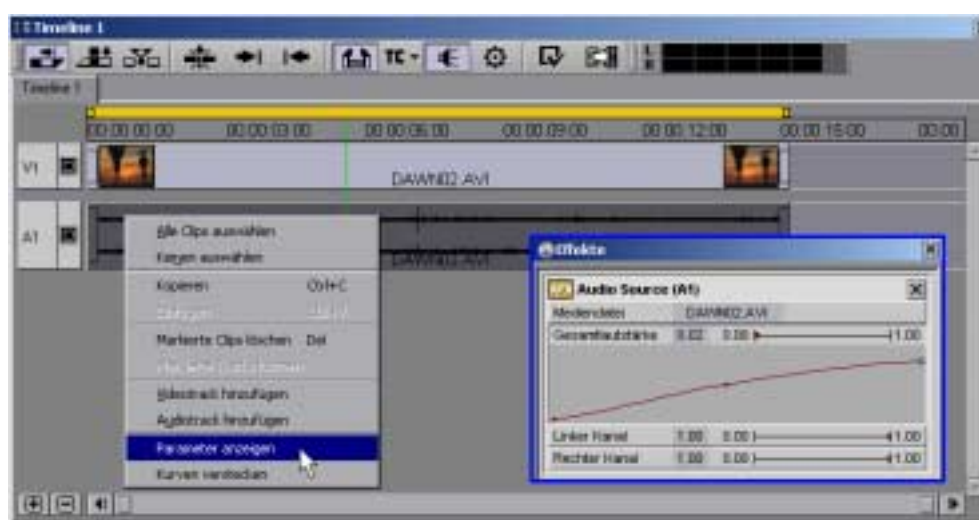 Timeline 1
TC
Timeline 1
00:00:00:00 00:00:03:00 00:00:06:00 00:00:09:00 00:00:12:00 00:00:15:00 00:00
V1
DAWN02.AVI
A1
DAWN02.AVI
Alle Clips auswählen
Kopieren Ctrl+C
Markierte Clips löschen Del
Videotrack hinzufügen
Audiotrack hinzufügen
Parameter anzeigen
Kurven verstecken
Effekte
Audio Source (A1)
Mediendatei DAWN02.AVI
Gesamtlautstärke 0.02 0.00 1.00
Linker Kanal 1.00 0.00 1.00
Rechter Kanal 1.00 0.00 1.00